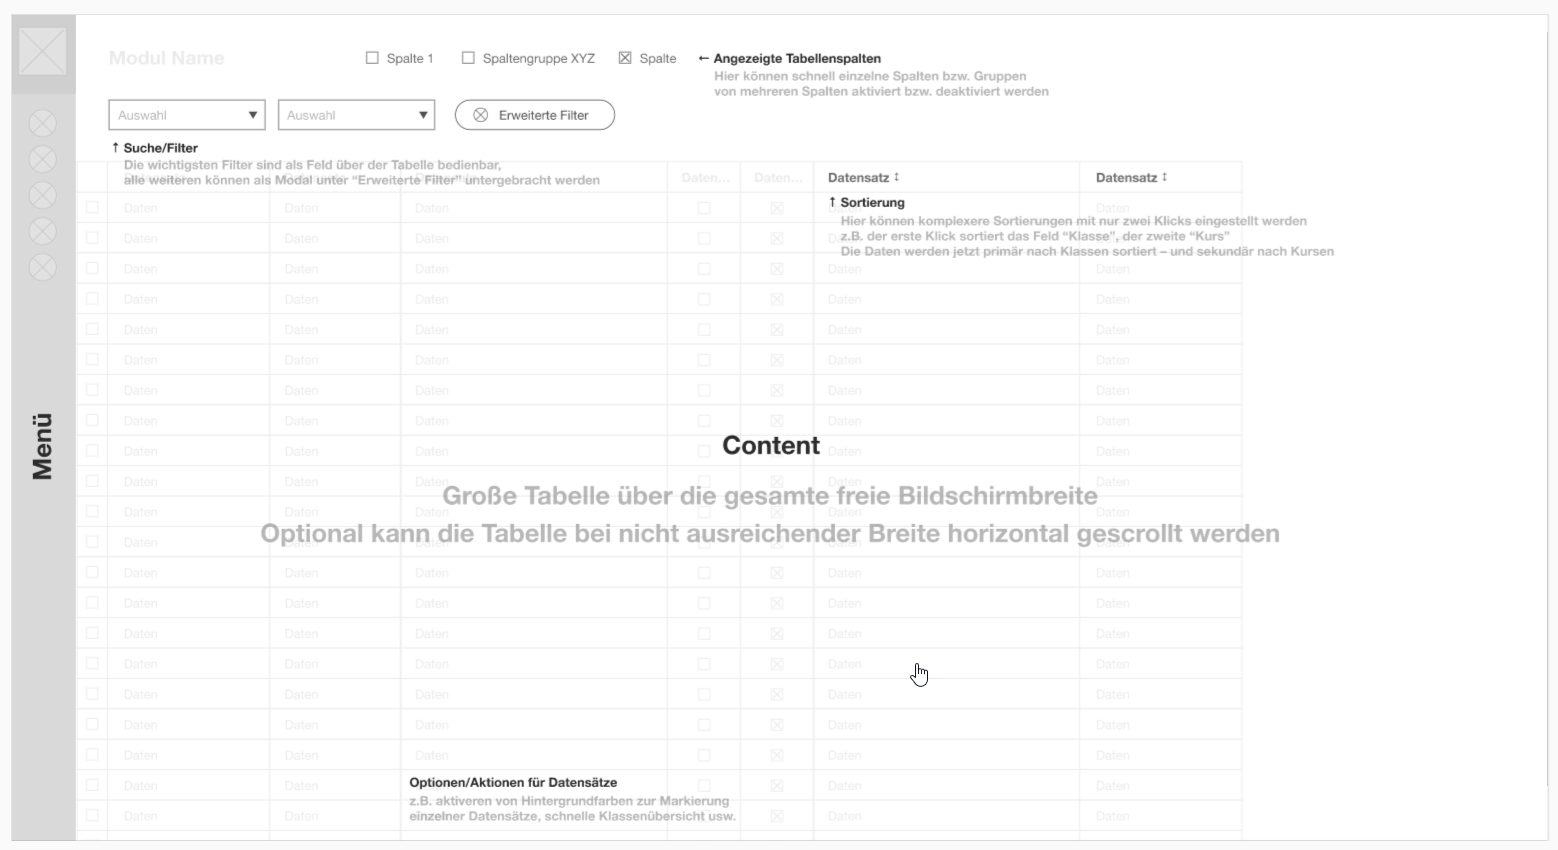 Modul Name
Spalte 1
Spaltengruppe XYZ
Spalte
← Angezeigte Tabellenspalten
Hier können schnell einzelne Spalten bzw. Gruppen
von mehreren Spalten aktiviert bzw. deaktiviert werden
Auswahl ▼
Auswahl ▼
Erweiterte Filter
↑ Suche/Filter
Die wichtigsten Filter sind als Feld über der Tabelle bedienbar,
alle weiteren können als Modal unter “Erweiterte Filter” untergebracht werden
Daten... Daten... Datensatz ↕ Datensatz ↕
Daten Daten Daten Daten
↑ Sortierung
Hier können komplexere Sortierungen mit nur zwei Klicks eingestellt werden
z.B. der erste Klick sortiert das Feld “Klasse”, der zweite “Kurs”
Die Daten werden jetzt primär nach Klassen sortiert – und sekundär nach Kursen
Daten Daten Daten
Daten Daten Daten Daten Daten
Daten Daten Daten Daten Daten
Daten Daten Daten Daten Daten
Daten Daten Daten Daten Daten
Daten Daten Daten Daten Daten
Daten Daten Daten Daten Daten
Menü
Content
Daten Daten Daten Daten Daten
Daten Daten Daten Daten Daten
Große Tabelle über die gesamte freie Bildschirmbreite
Daten Daten Daten Daten Daten
Optional kann die Tabelle bei nicht ausreichender Breite horizontal gescrollt werden
Daten Daten Daten Daten Daten
Daten Daten Daten Daten Daten
Daten Daten Daten Daten Daten
Daten Daten Daten Daten Daten
Daten Daten Daten Daten Daten
Daten Daten Daten Daten Daten
Daten Daten Daten Daten Daten
Daten Daten Daten Daten Daten
Daten Daten Daten Daten
Optionen/Aktionen für Datensätze
z.B. aktiveren von Hintergrundfarben zur Markierung
einzelner Datensätze, schnelle Klassenübersicht usw.
Daten Daten Daten Daten